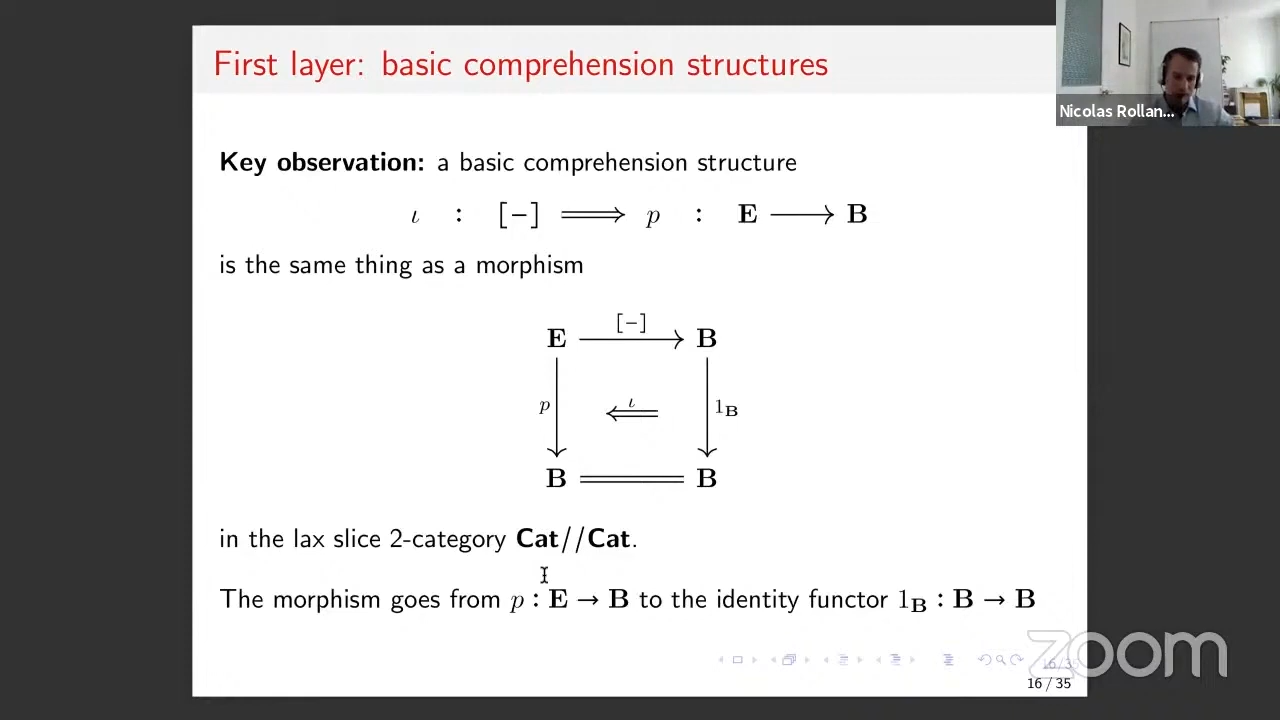 First layer: basic comprehension structures
Nicolas Rollan...
Key observation: a basic comprehension structure
ι : [−] ⟹ p : E ⟶ B
is the same thing as a morphism
[−]
E ⟶ B
p ι 1_B
B B
in the lax slice 2-category Cat//Cat.
The morphism goes from p : E → B to the identity functor 1_B : B → B
zoom
16/35
16 / 35